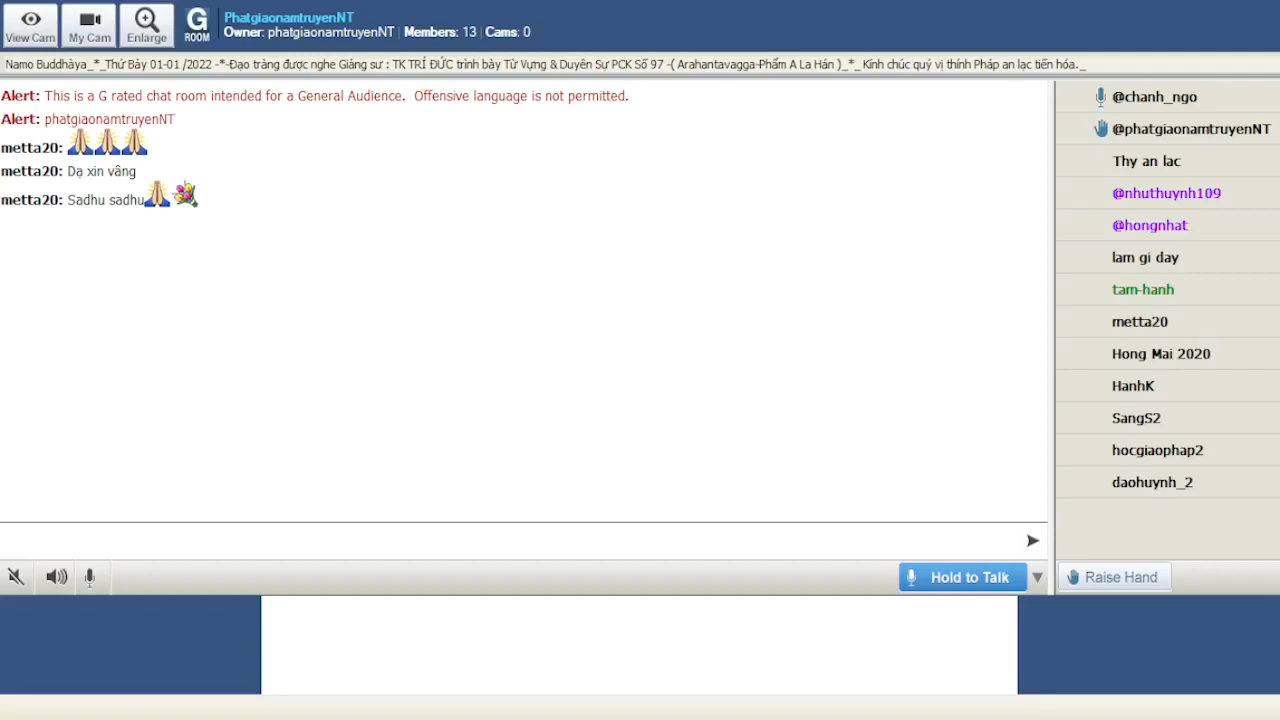 View Cam
My Cam
Enlarge
G
ROOM
PhatgiaonamtruyenNT
Owner: phatgiaonamtruyenNT | Members: 13 | Cams: 0
Namo Buddhàya_*_Thứ Bảy 01-01 /2022 -*-Đạo tràng được nghe Giảng sư : TK TRÍ ĐỨC trình bày Từ Vựng & Duyên Sự PCK Số 97 -( Arahantavagga-Phẩm A La Hán )_*_ Kính chúc quý vị thính Pháp an lạc tiến hóa._
Alert: This is a G rated chat room intended for a General Audience. Offensive language is not permitted.
Alert: phatgiaonamtruyenNT
metta20:
metta20: Dạ xin vâng
metta20: Sadhu sadhu
@chanh_ngo
@phatgiaonamtruyenNT
Thy an lac
@nhuthuynh109
@hongnhat
lam gi day
tam-hanh
metta20
Hong Mai 2020
HanhK
SangS2
hocgiaophap2
daohuynh_2
Hold to Talk
Raise Hand